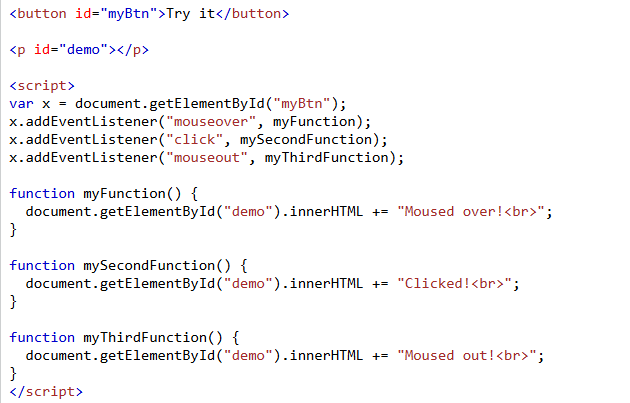 <button id="myBtn">Try it</button>
<p id="demo"></p>
<script>
var x = document.getElementById("myBtn");
x.addEventListener("mouseover", myFunction);
x.addEventListener("click", mySecondFunction);
x.addEventListener("mouseout", myThirdFunction);
function myFunction() {
  document.getElementById("demo").innerHTML += "Moused over!<br>";
}
function mySecondFunction() {
  document.getElementById("demo").innerHTML += "Clicked!<br>";
}
function myThirdFunction() {
  document.getElementById("demo").innerHTML += "Moused out!<br>";
}
</script>